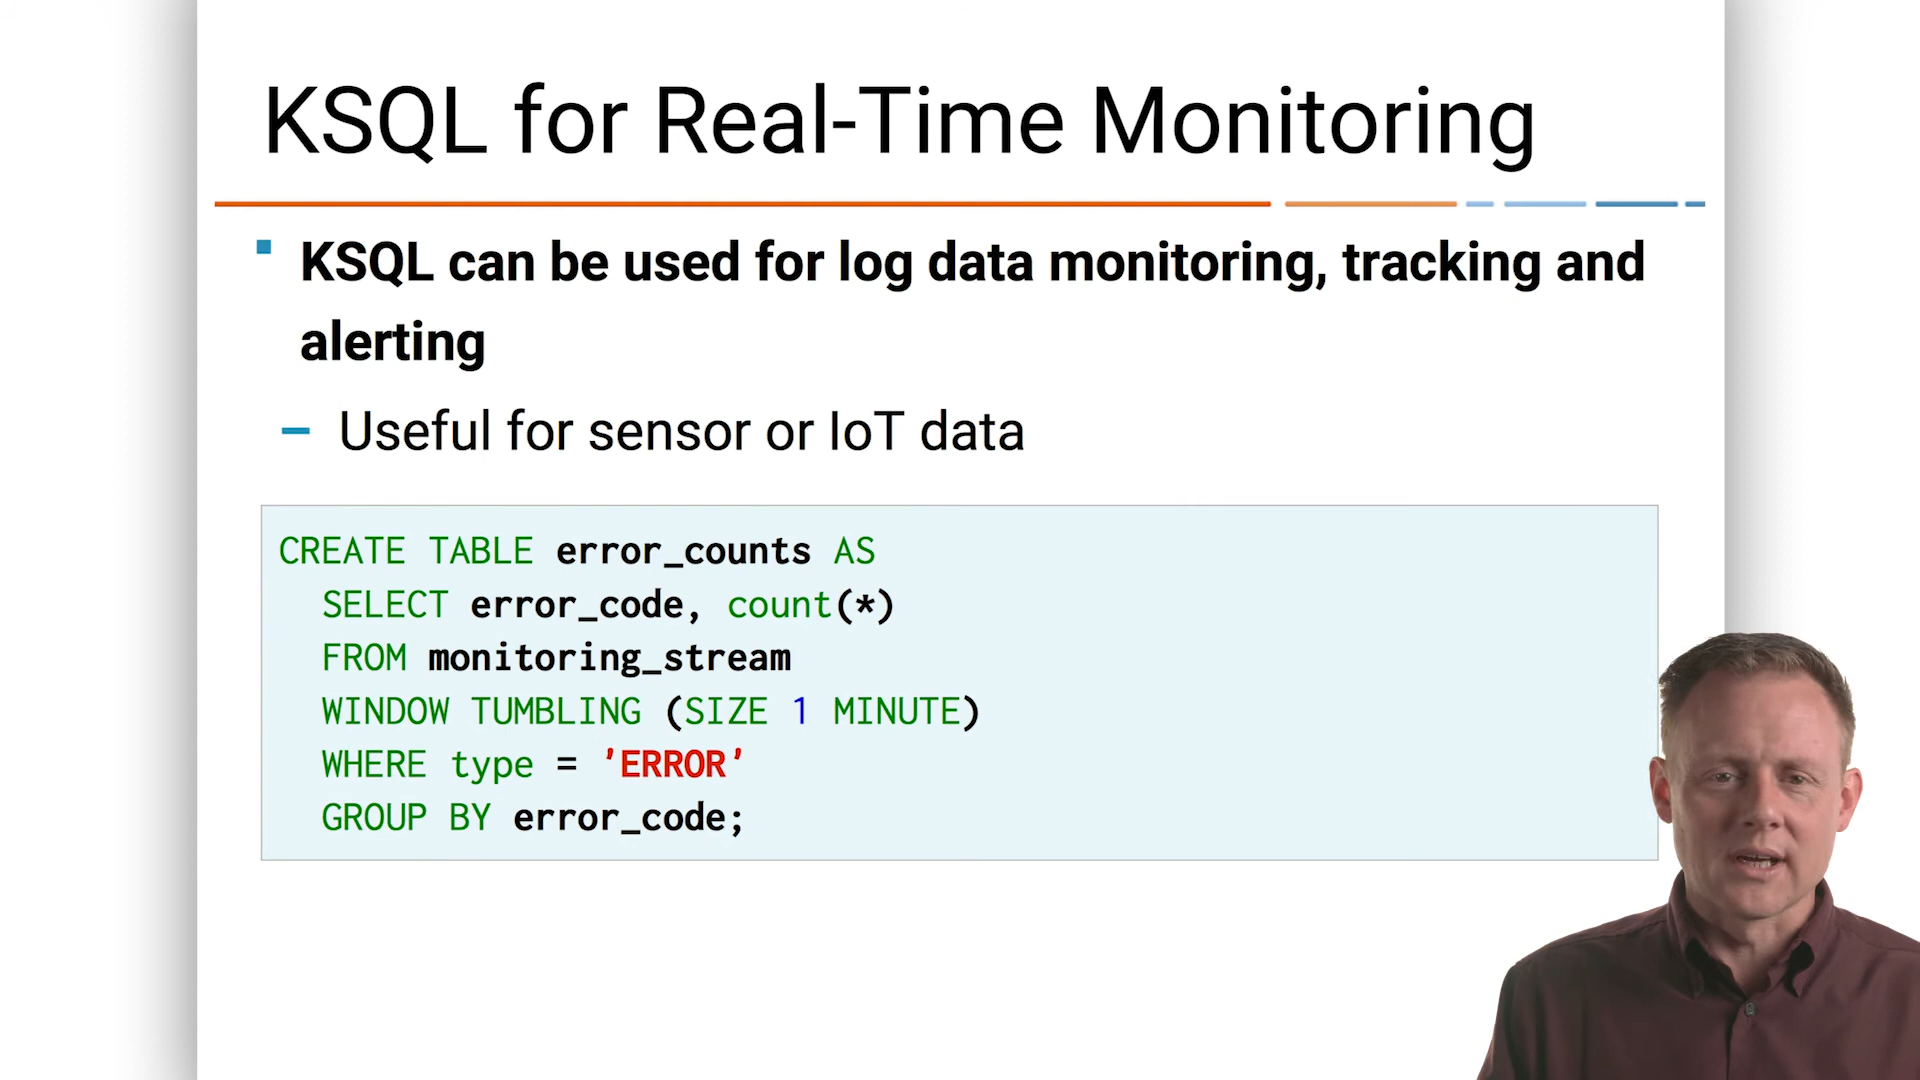 KSQL for Real-Time Monitoring
KSQL can be used for log data monitoring, tracking and
alerting
– Useful for sensor or IoT data
CREATE TABLE error_counts AS
SELECT error_code, count(*)
FROM monitoring_stream
WINDOW TUMBLING (SIZE 1 MINUTE)
WHERE type = 'ERROR'
GROUP BY error_code;